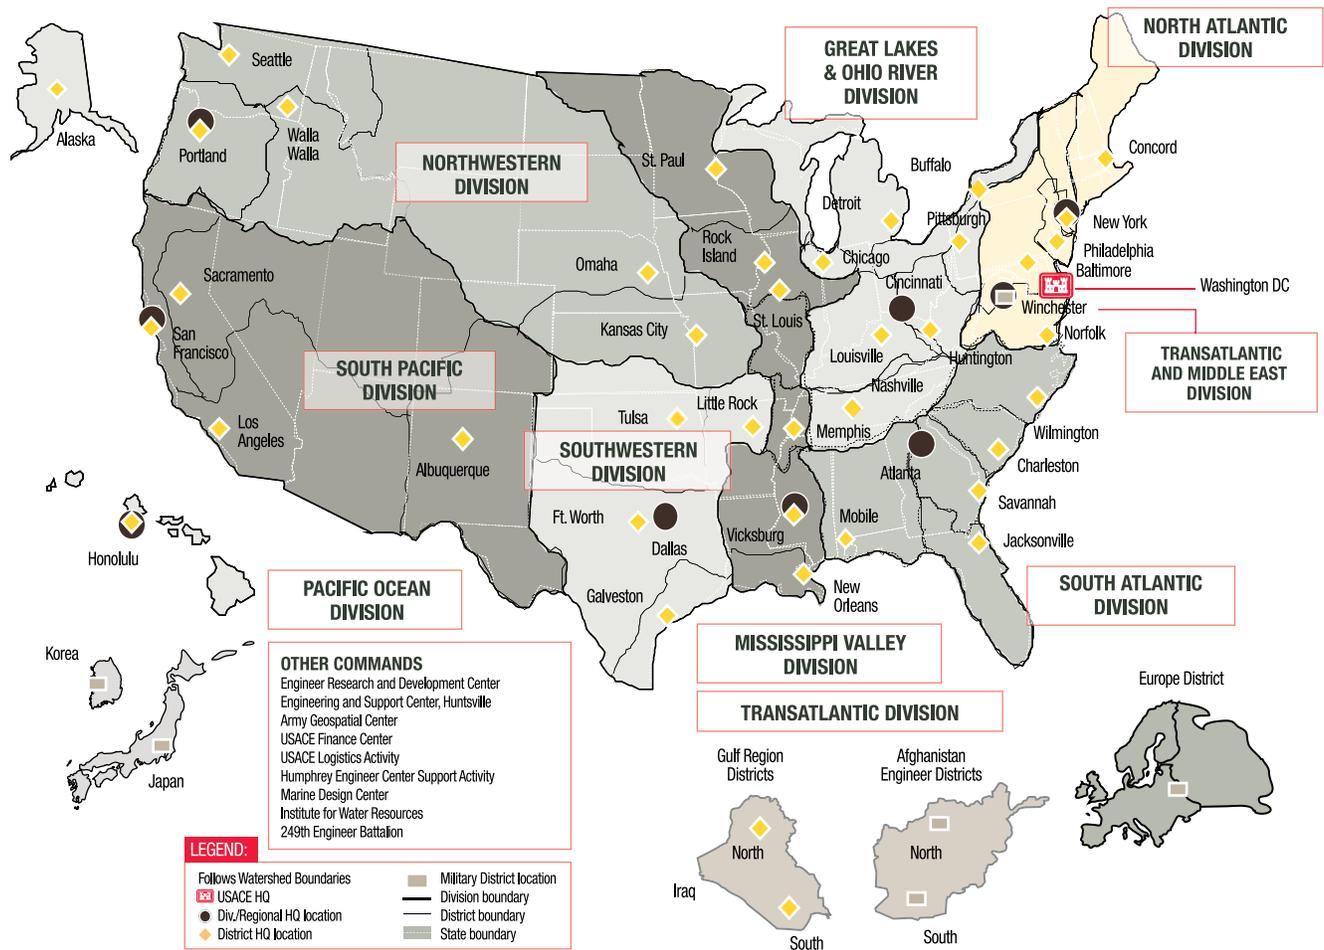 GREAT LAKES
& OHIO RIVER
DIVISION
NORTH ATLANTIC
DIVISION
Seattle
Alaska
Walla
Walla
Portland
NORTHWESTERN
DIVISION
St. Paul
Buffalo
Concord
Detroit
Pittsburgh
New York
Rock
Island
Philadelphia
Baltimore
Chicago
Omaha
Sacramento
Cincinnati
Washington DC
Winchester
St. Louis
Kansas City
San
Francisco
Norfolk
Louisville
Huntington
TRANSATLANTIC
AND MIDDLE EAST
DIVISION
SOUTH PACIFIC
DIVISION
Nashville
Little Rock
Tulsa
Memphis
Los
Angeles
Wilmington
SOUTHWESTERN
DIVISION
Albuquerque
Atlanta
Charleston
Savannah
Ft. Worth
Mobile
Vicksburg
Dallas
Jacksonville
Honolulu
PACIFIC OCEAN
DIVISION
Galveston
New
Orleans
SOUTH ATLANTIC
DIVISION
MISSISSIPPI VALLEY
DIVISION
Korea
Japan
OTHER COMMANDS
Engineer Research and Development Center
Engineering and Support Center, Huntsville
Army Geospatial Center
USACE Finance Center
USACE Logistics Activity
Humphrey Engineer Center Support Activity
Marine Design Center
Institute for Water Resources
249th Engineer Battalion
TRANSATLANTIC DIVISION
Europe District
Gulf Region
Districts
Afghanistan
Engineer Districts
North
Iraq
South
North
South
LEGEND:
Follows Watershed Boundaries
USACE HQ
Div./Regional HQ location
District HQ location
Military District location
Division boundary
District boundary
State boundary